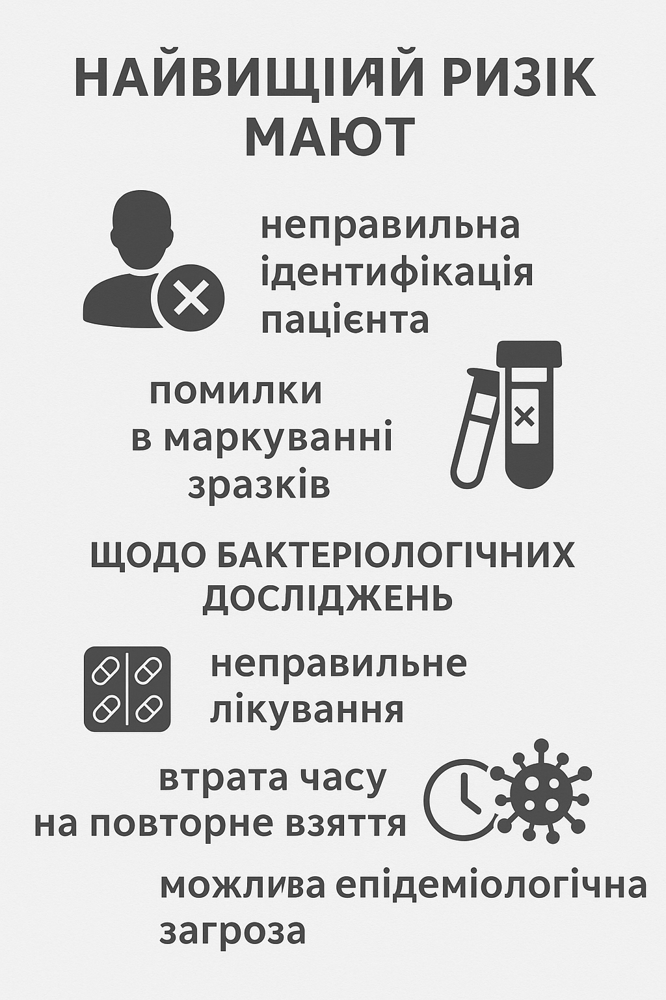 НАЙВИЩІИЙ РИЗІК
МАЮТ
неправильна
ідентифікація
пацієнта
помилки
в маркуванні
зразків
ЩОДО БАКТЕРІОЛОГІЧНИХ
ДОСЛІДЖЕНЬ
неправильне
лікування
втрата часу
на повторне взяття
можлива епідеміологічна
загроза